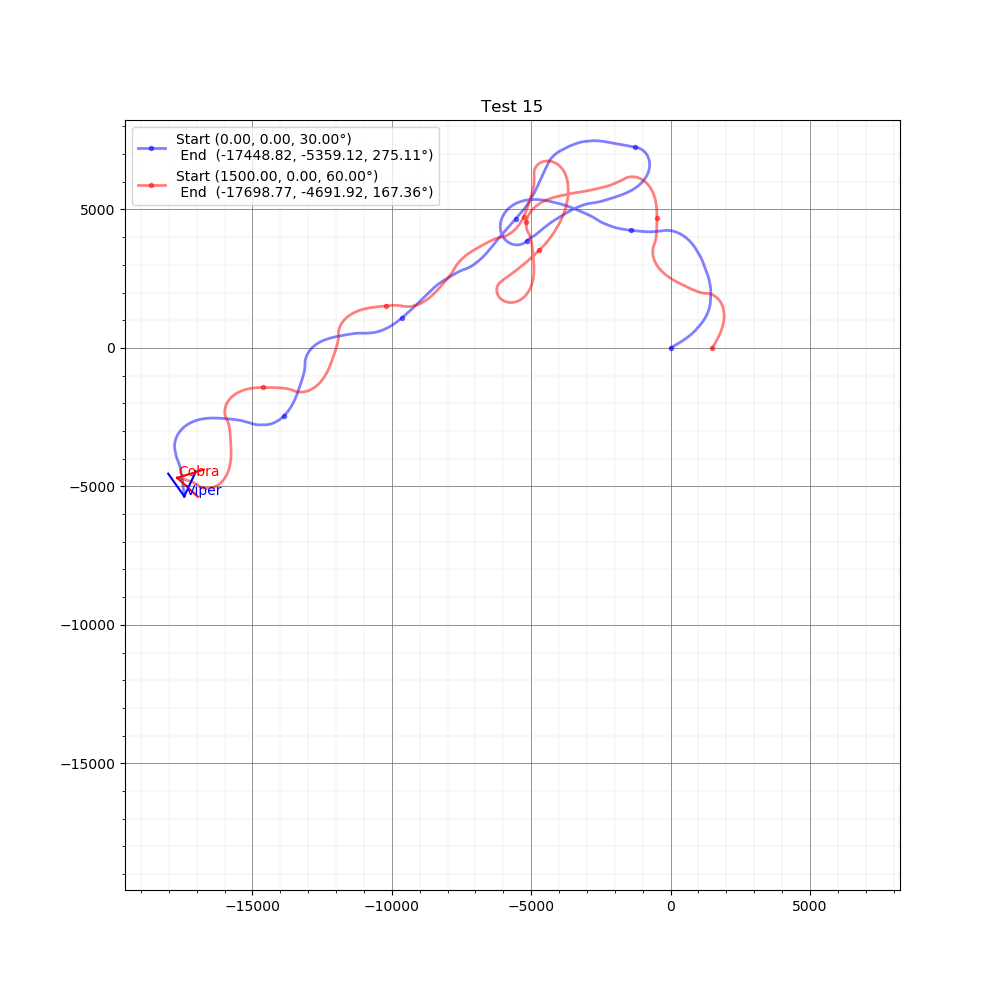 Test 15
Start (0.00, 0.00, 30.00°)
End (-17448.82, -5359.12, 275.11°)
Start (1500.00, 0.00, 60.00°)
End (-17698.77, -4691.92, 167.36°)
5000
0
−5000
−10000
−15000
Cobra
Viper
−15000 −10000 −5000 0 5000